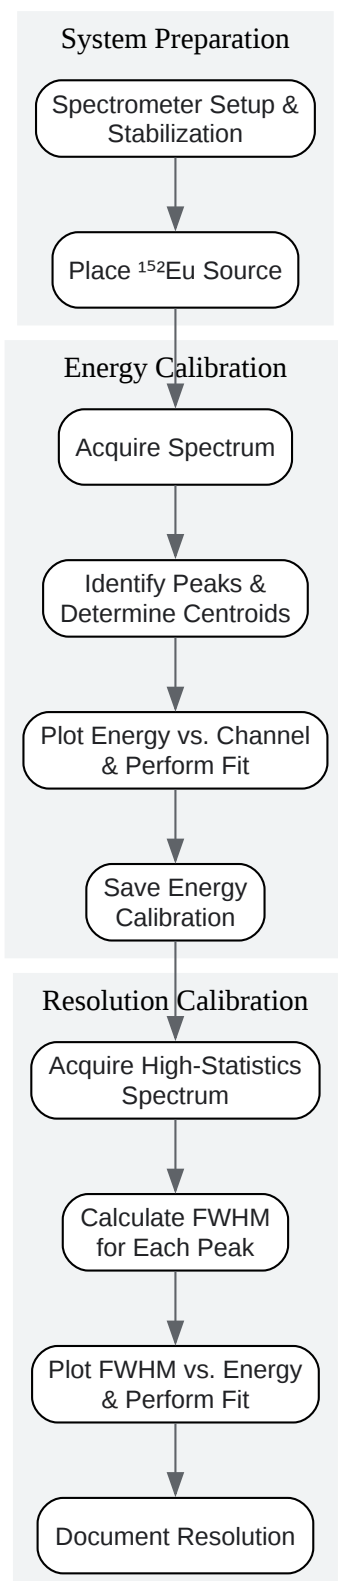 System Preparation
Spectrometer Setup &
Stabilization
Place ¹⁵²Eu Source
Energy Calibration
Acquire Spectrum
Identify Peaks &
Determine Centroids
Plot Energy vs. Channel
& Perform Fit
Save Energy
Calibration
Resolution Calibration
Acquire High-Statistics
Spectrum
Calculate FWHM
for Each Peak
Plot FWHM vs. Energy
& Perform Fit
Document Resolution